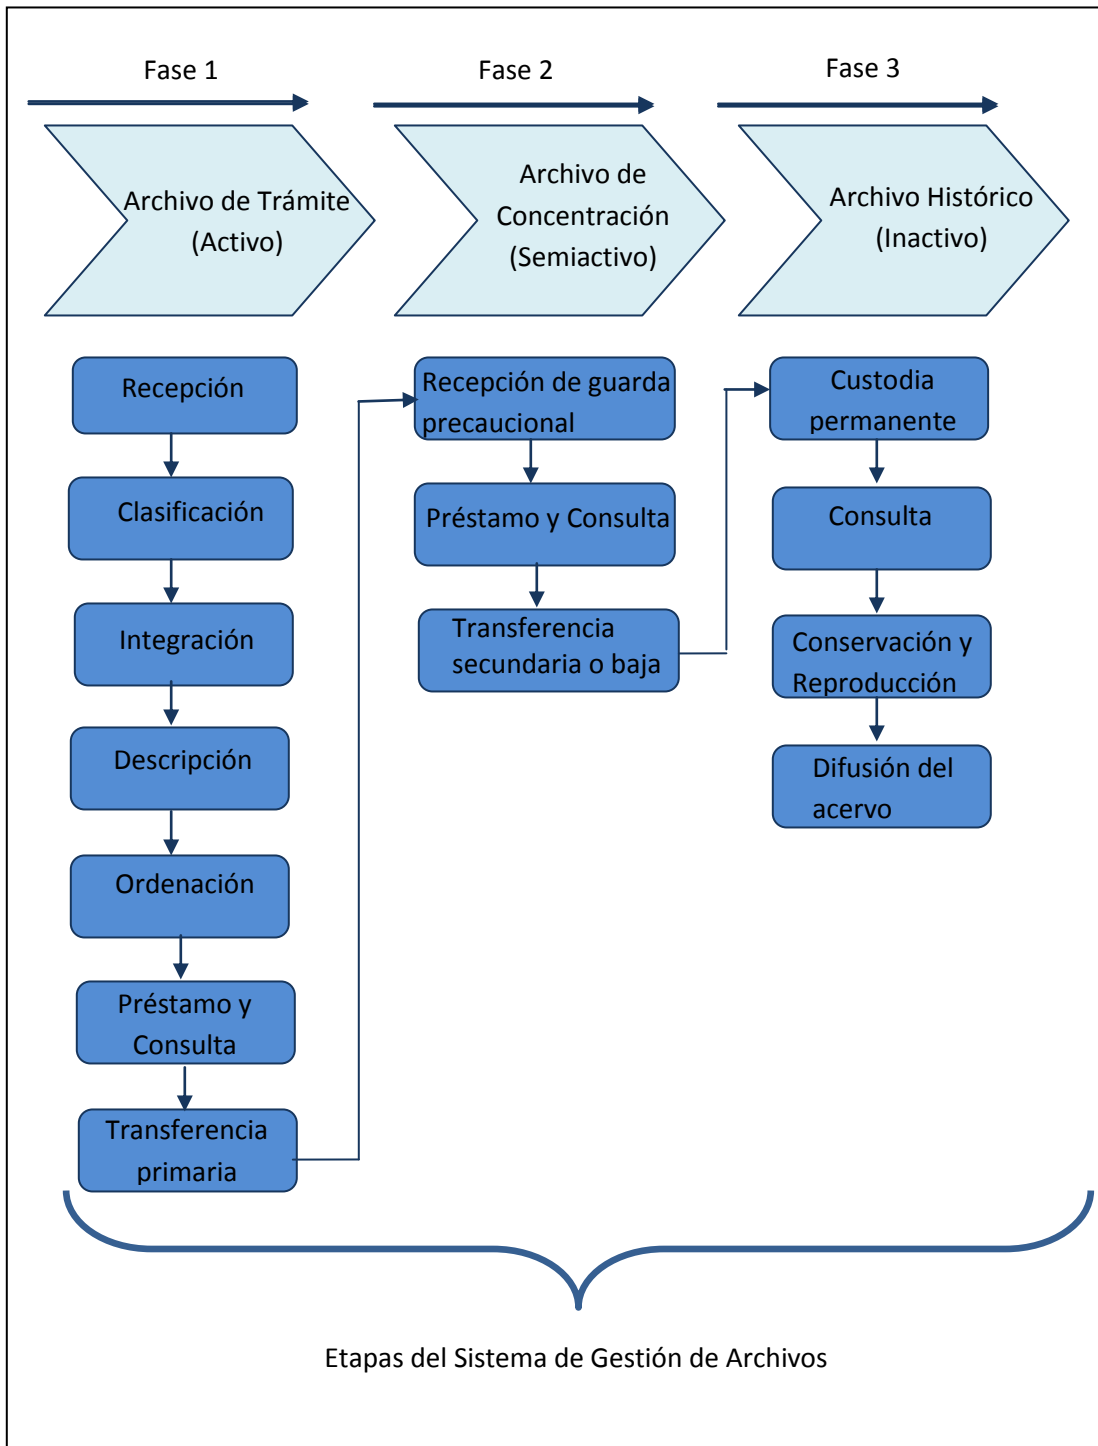 Fase 1
Fase 2
Fase 3
Archivo de Trámite
(Activo)
Archivo de
Concentración
(Semiactivo)
Archivo Histórico
(Inactivo)
Recepción
Clasificación
Integración
Descripción
Ordenación
Préstamo y
Consulta
Transferencia
primaria
Recepción de guarda
precaucional
Préstamo y Consulta
Transferencia
secundaria o baja
Custodia
permanente
Consulta
Conservación y
Reproducción
Difusión del
acervo
Etapas del Sistema de Gestión de Archivos